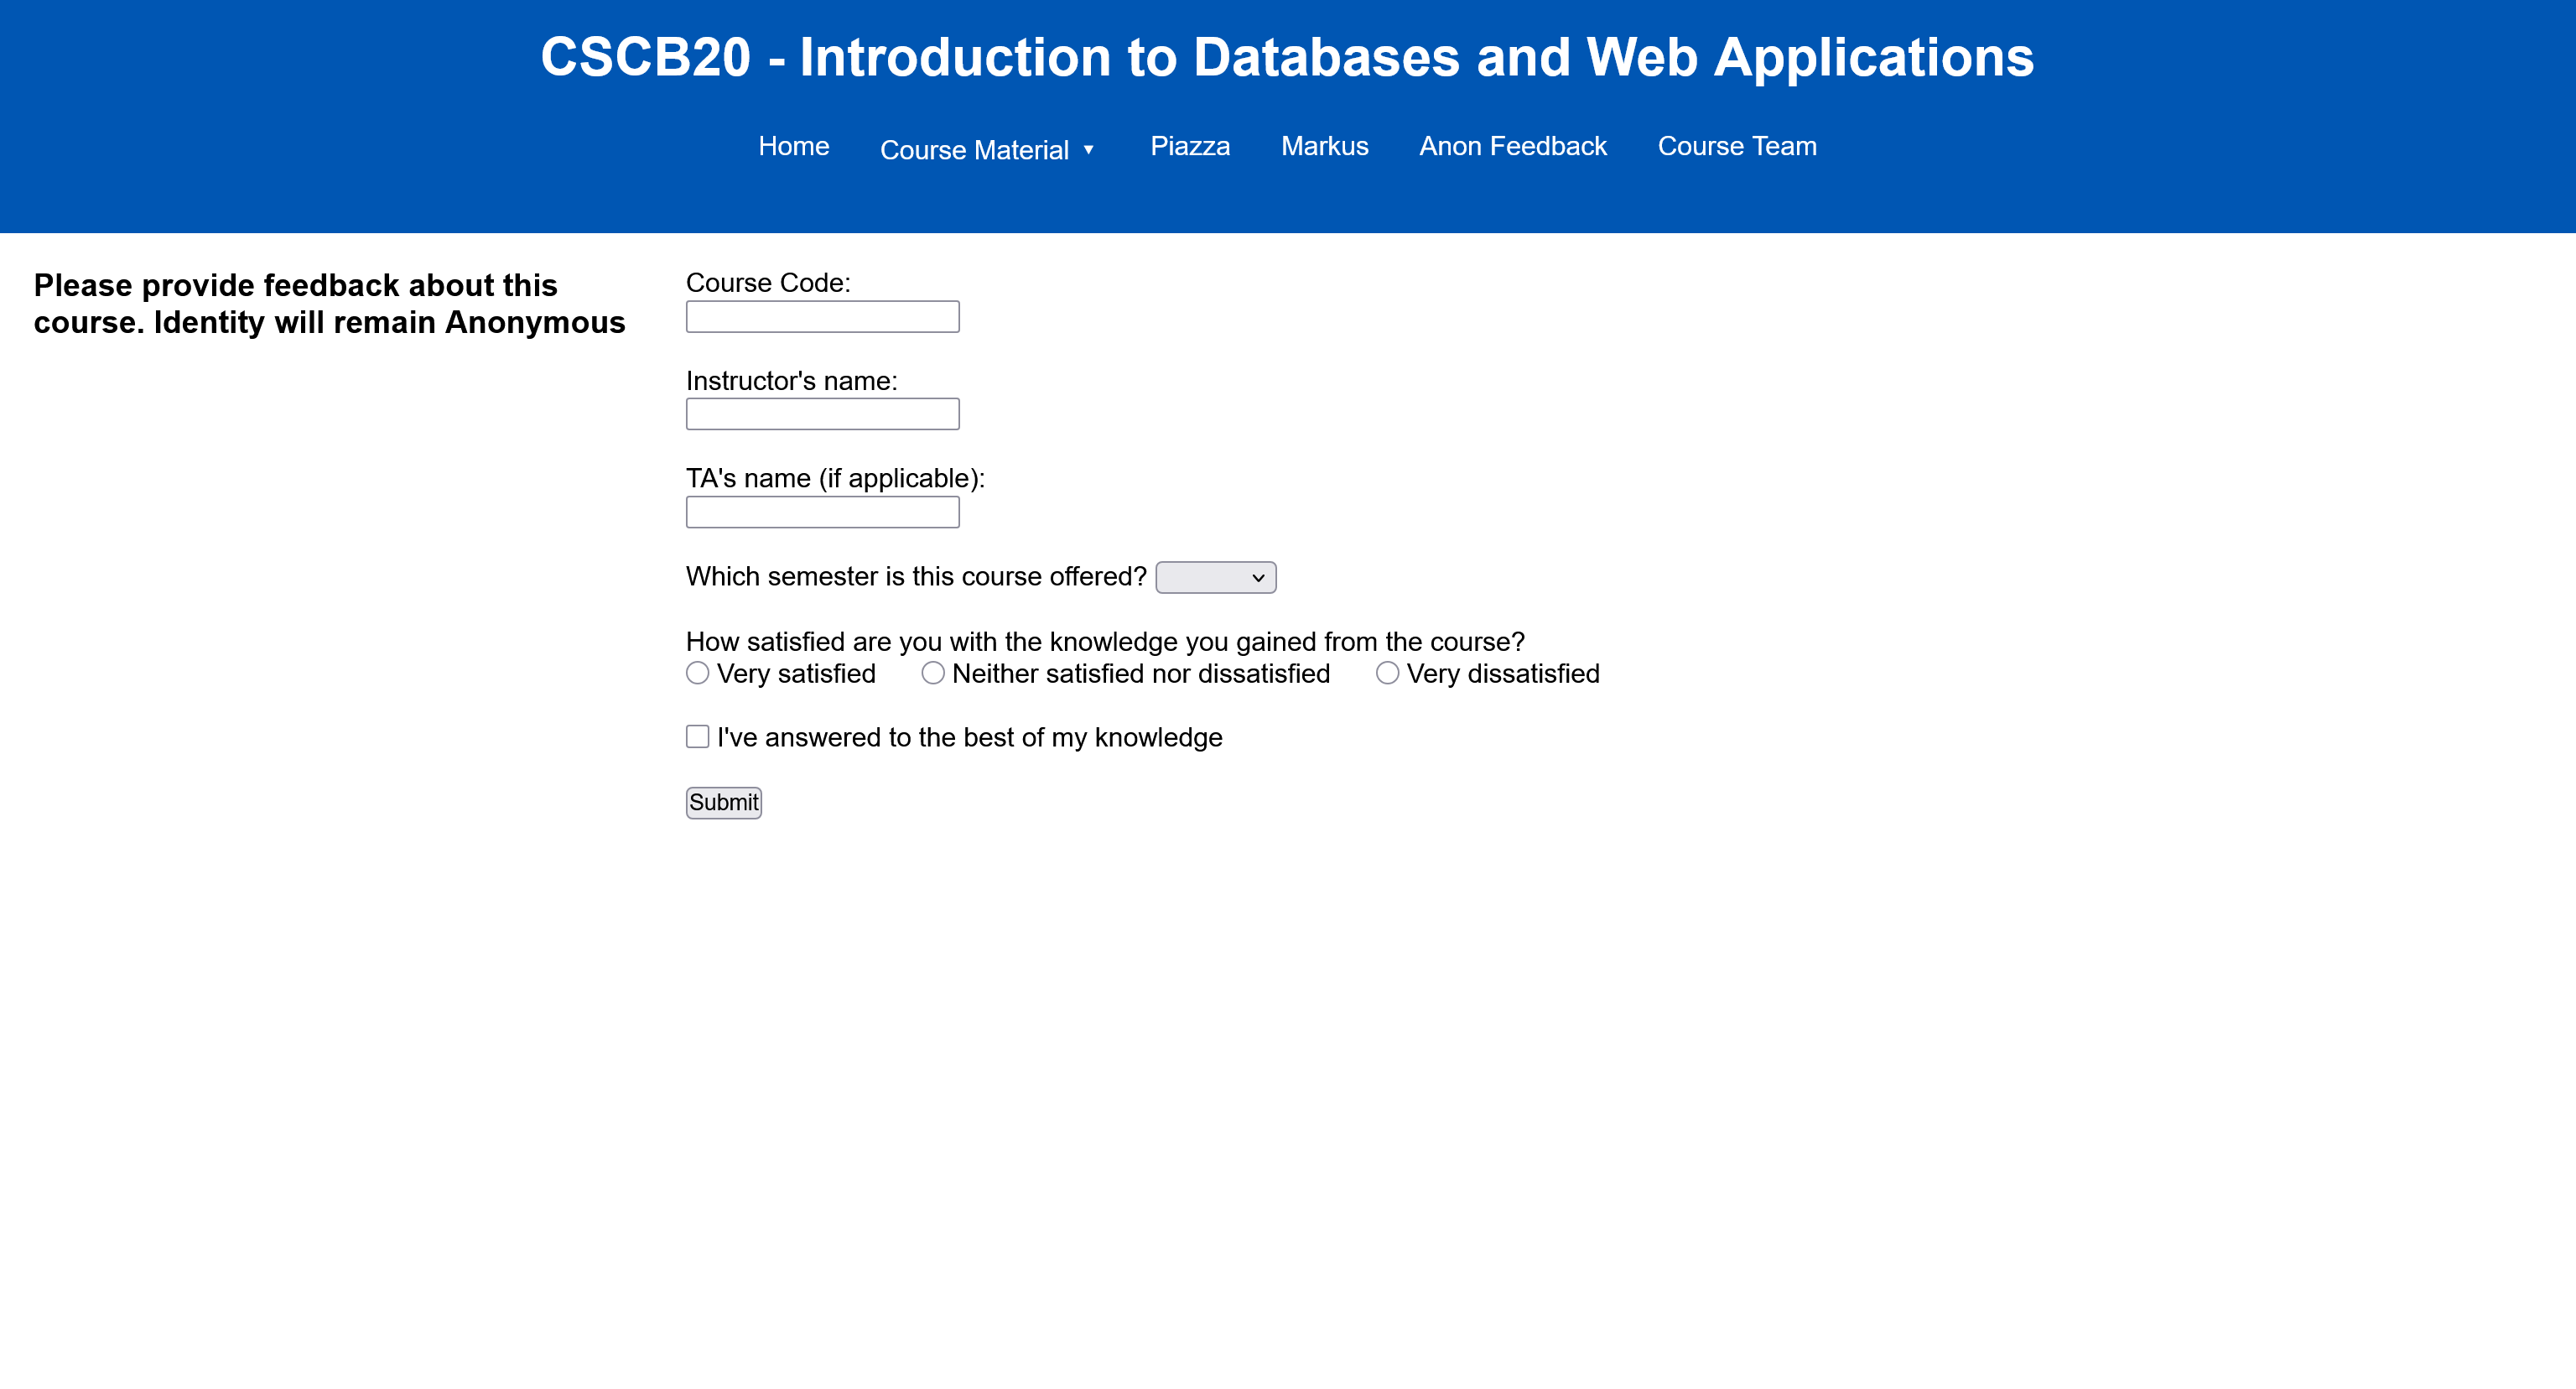 CSCB20 - Introduction to Databases and Web Applications
Home Course Material ▼ Piazza Markus Anon Feedback Course Team
Please provide feedback about this
course. Identity will remain Anonymous
Course Code:
Instructor's name:
TA's name (if applicable):
Which semester is this course offered?
How satisfied are you with the knowledge you gained from the course?
Very satisfied Neither satisfied nor dissatisfied Very dissatisfied
I've answered to the best of my knowledge
Submit